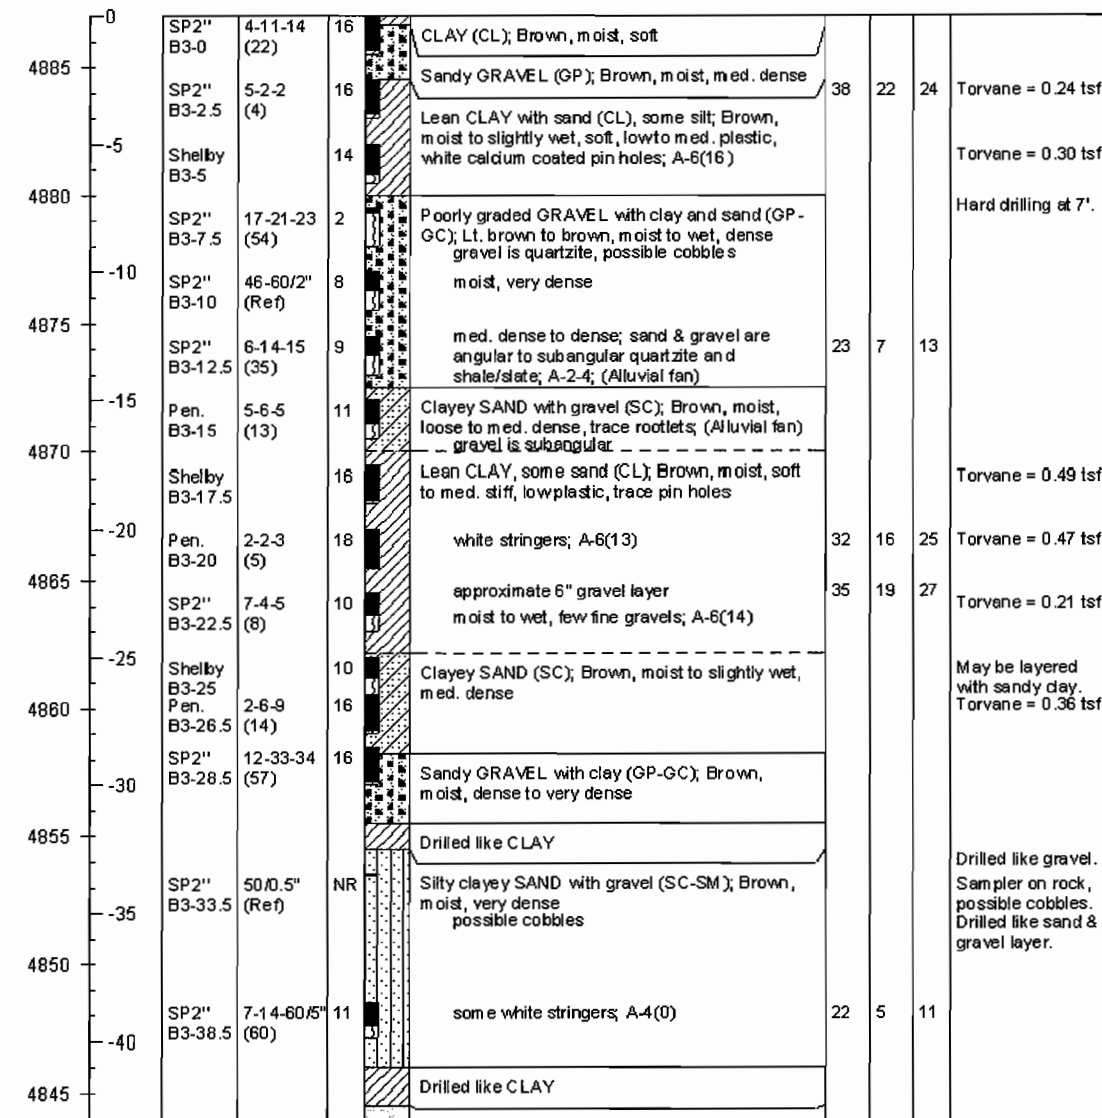 0
SP2" 4-11-14 16 CLAY (CL); Brown, moist, soft
B3-0 (22)
4885
Sandy GRAVEL (GP); Brown, moist, med. dense
SP2" 5-2-2 16 38 22 24 Torvane = 0.24 tsf
B3-2.5 (4)
Lean CLAY with sand (CL), some silt; Brown,
moist to slightly wet, soft, low to med. plastic,
white calcium coated pin holes; A-6(16)
-5
Shelby 14 Torvane = 0.30 tsf
B3-5
4880
Hard drilling at 7'.
SP2" 17-21-23 2 Poorly graded GRAVEL with clay and sand (GP-
B3-7.5 (54) GC); Lt. brown to brown, moist to wet, dense
gravel is quartzite, possible cobbles
-10
SP2" 46-60/2" 8 moist, very dense
B3-10 (Ref)
4875
SP2" 6-14-15 9 med. dense to dense; sand & gravel are 23 7 13
B3-12.5 (35) angular to subangular quartzite and
shale/slate; A-2-4; (Alluvial fan)
-15
Pen. 5-6-5 11 Clayey SAND with gravel (SC); Brown, moist,
B3-15 (13) loose to med. dense, trace rootlets; (Alluvial fan)
gravel is subangular
4870
Shelby 16 Lean CLAY, some sand (CL); Brown, moist, soft Torvane = 0.49 tsf
B3-17.5 to med. stiff, low plastic, trace pin holes
-20
Pen. 2-2-3 18 white stringers; A-6(13) 32 16 25 Torvane = 0.47 tsf
B3-20 (5)
4865
approximate 6" gravel layer 35 19 27
SP2" 7-4-5 10 Torvane = 0.21 tsf
B3-22.5 (8) moist to wet, few fine gravels; A-6(14)
-25
Shelby 10 Clayey SAND (SC); Brown, moist to slightly wet, May be layered
B3-25 med. dense with sandy clay.
4860
Pen. 2-6-9 16 Torvane = 0.36 tsf
B3-26.5 (14)
SP2" 12-33-34 16
B3-28.5 (57) Sandy GRAVEL with clay (GP-GC); Brown,
-30 moist, dense to very dense
4855
Drilled like CLAY
Drilled like gravel.
SP2" 50/0.5" NR Silty clayey SAND with gravel (SC-SM); Brown, Sampler on rock,
B3-33.5 (Ref) moist, very dense possible cobbles.
-35 possible cobbles Drilled like sand &
gravel layer.
4850
SP2" 7-14-60/5" 11 some white stringers; A-4(0) 22 5 11
B3-38.5 (60)
-40
4845 Drilled like CLAY